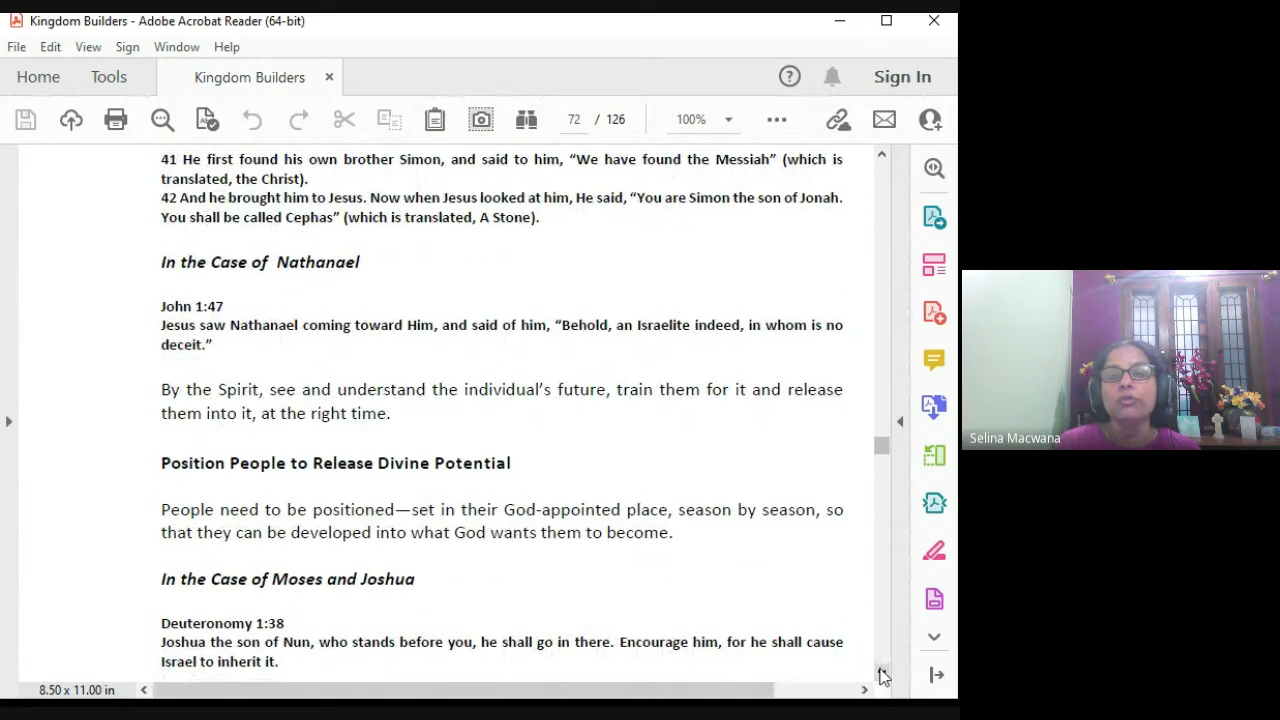 Kingdom Builders - Adobe Acrobat Reader (64-bit)
File Edit View Sign Window Help
Home Tools Kingdom Builders × Sign In
72 / 126 100%
41 He first found his own brother Simon, and said to him, “We have found the Messiah” (which is
translated, the Christ).
42 And he brought him to Jesus. Now when Jesus looked at him, He said, “You are Simon the son of Jonah.
You shall be called Cephas” (which is translated, A Stone).
In the Case of Nathanael
John 1:47
Jesus saw Nathanael coming toward Him, and said of him, “Behold, an Israelite indeed, in whom is no
deceit.”
By the Spirit, see and understand the individual’s future, train them for it and release
them into it, at the right time.
Position People to Release Divine Potential
People need to be positioned—set in their God-appointed place, season by season, so
that they can be developed into what God wants them to become.
In the Case of Moses and Joshua
Deuteronomy 1:38
Joshua the son of Nun, who stands before you, he shall go in there. Encourage him, for he shall cause
Israel to inherit it.
8.50 x 11.00 in
Selina Macwana